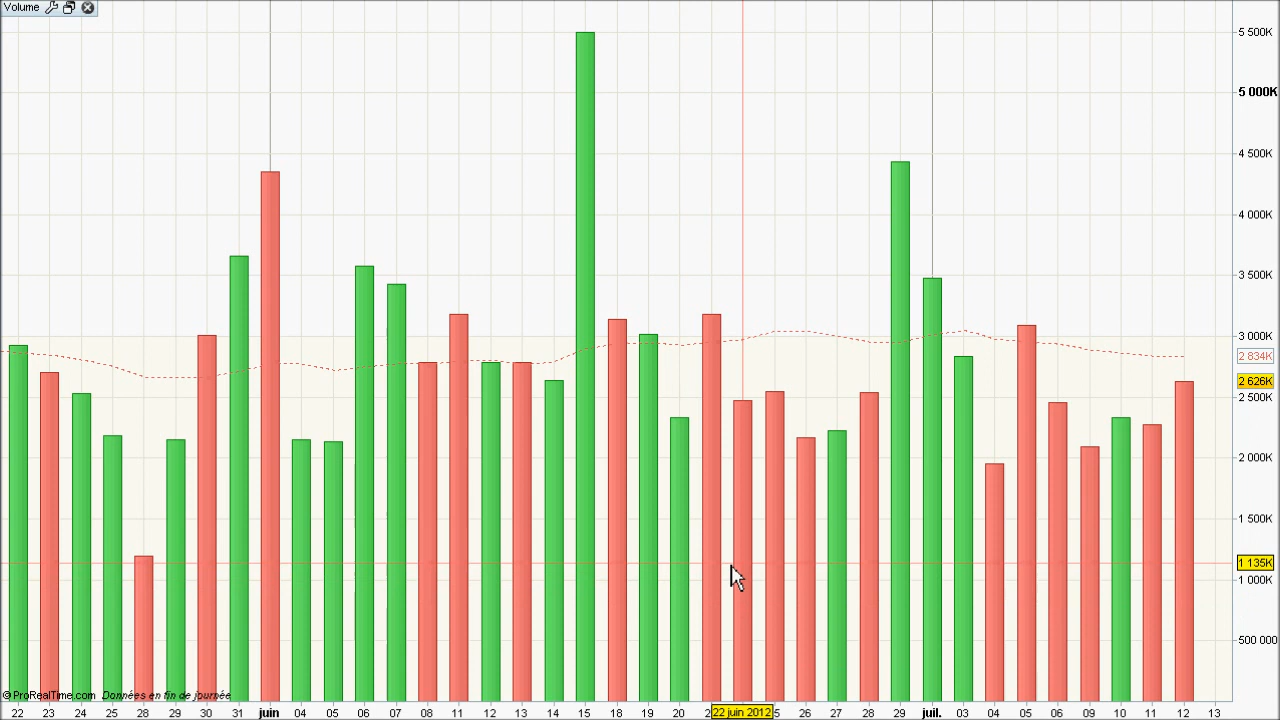 Volume
5 500K
5 000K
4 500K
4 000K
3 500K
3 000K
2 834K
2 626K
2 500K
2 000K
1 500K
1 135K
1 000K
500 000
© ProRealTime.com Données en fin de journée
22 23 24 25 28 29 30 31 juin 04 05 06 07 08 11 12 13 14 15 18 19 20 2 22 juin 2012 5 26 27 28 29 juil. 03 04 05 06 09 10 11 12 13